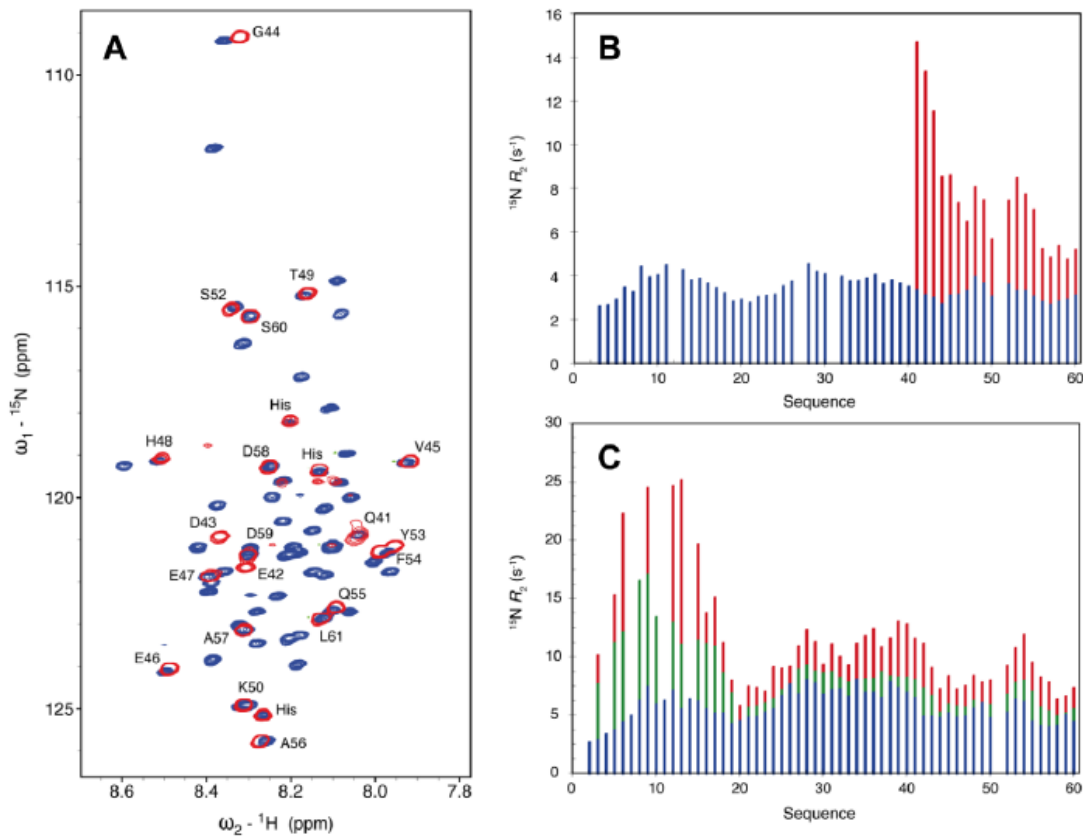 A
G44
110
115
120
125
ω1 - 15N (ppm)
T49
S52
S60
His
H48
D58
His
V45
D43
D59
Q41
Y53
F54
E47
E42
Q55
A57
L61
E46
K50
His
A56
8.6
8.4
8.2
8.0
7.8
ω2 - 1H (ppm)
B
16
14
12
10
8
6
4
2
0
15N R2 (s-1)
0 10 20 30 40 50 60
Sequence
C
30
25
20
15
10
5
0
15N R2 (s-1)
0 10 20 30 40 50 60
Sequence